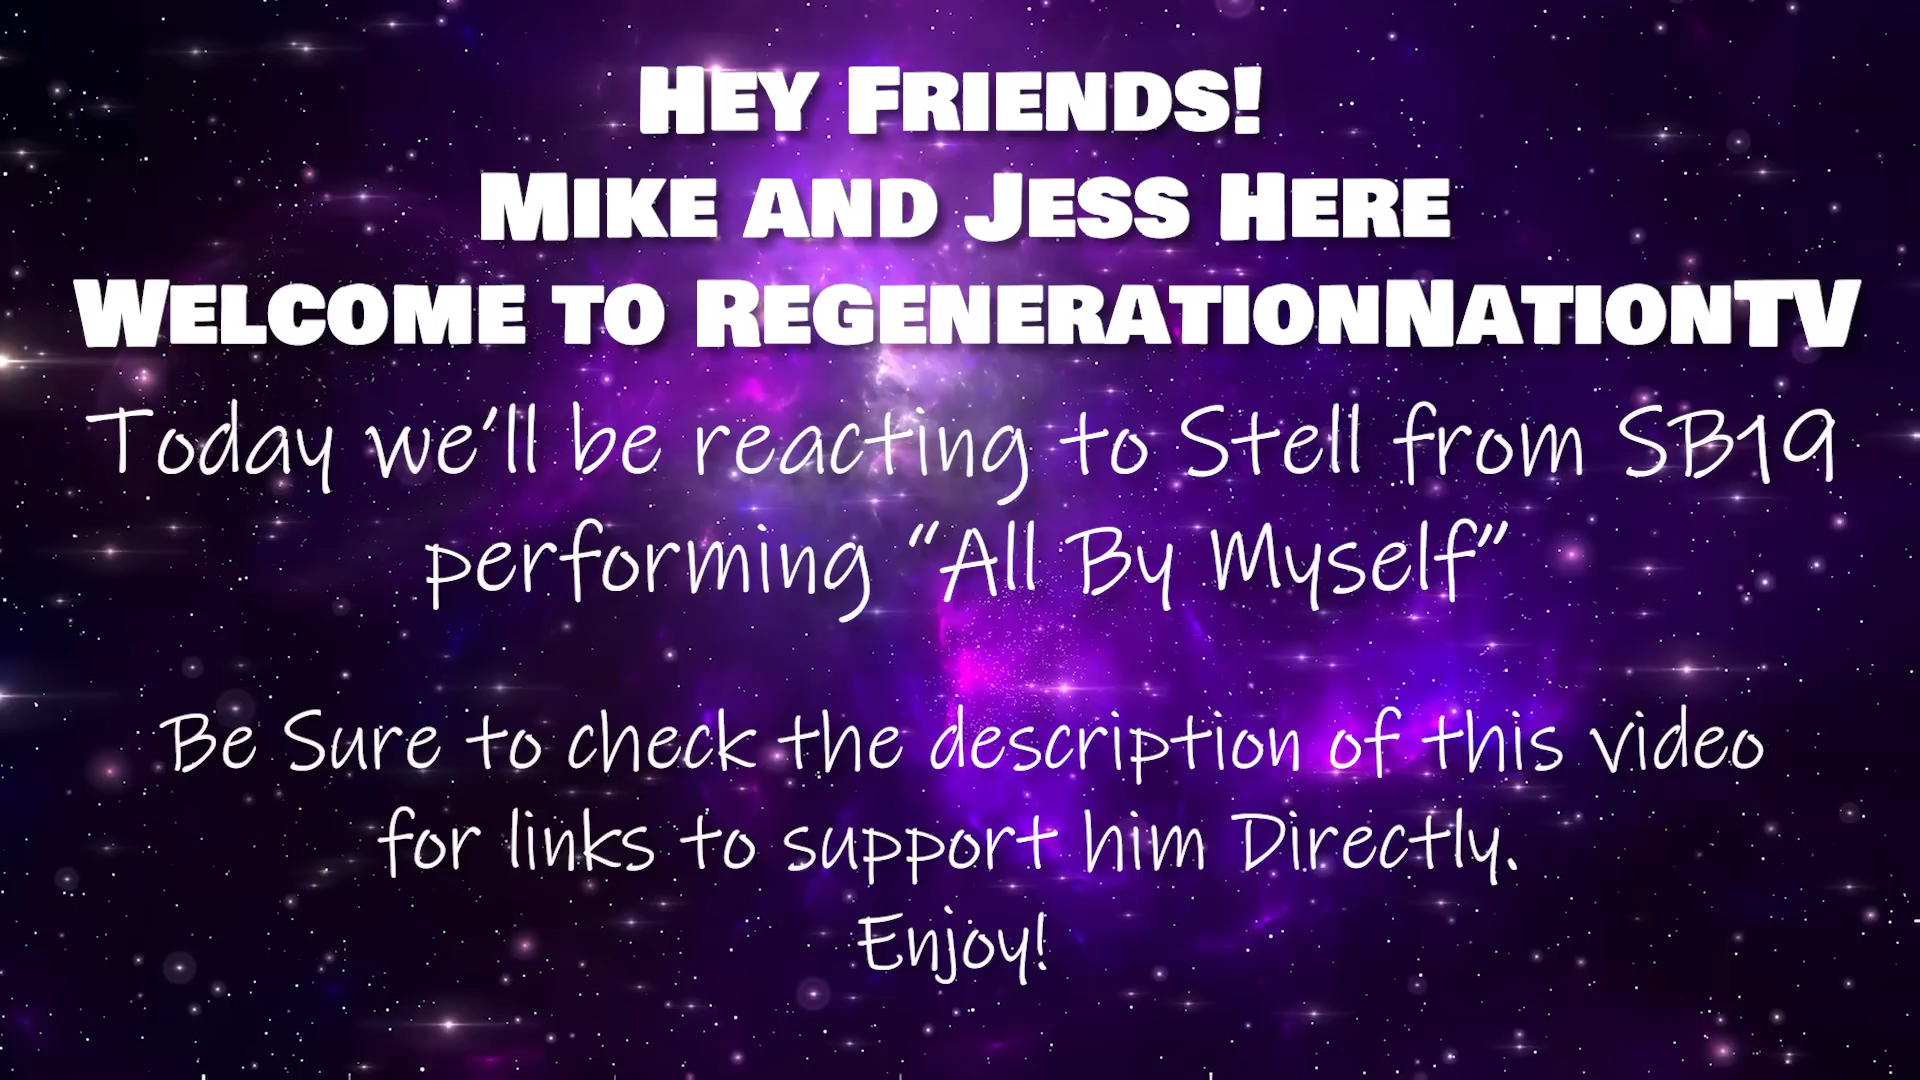 Hey Friends!
Mike and Jess Here
Welcome to RegenerationNationTV
Today we'll be reacting to Stell from SB19
performing "All By Myself"
Be Sure to check the description of this video
for links to support him Directly.
Enjoy!